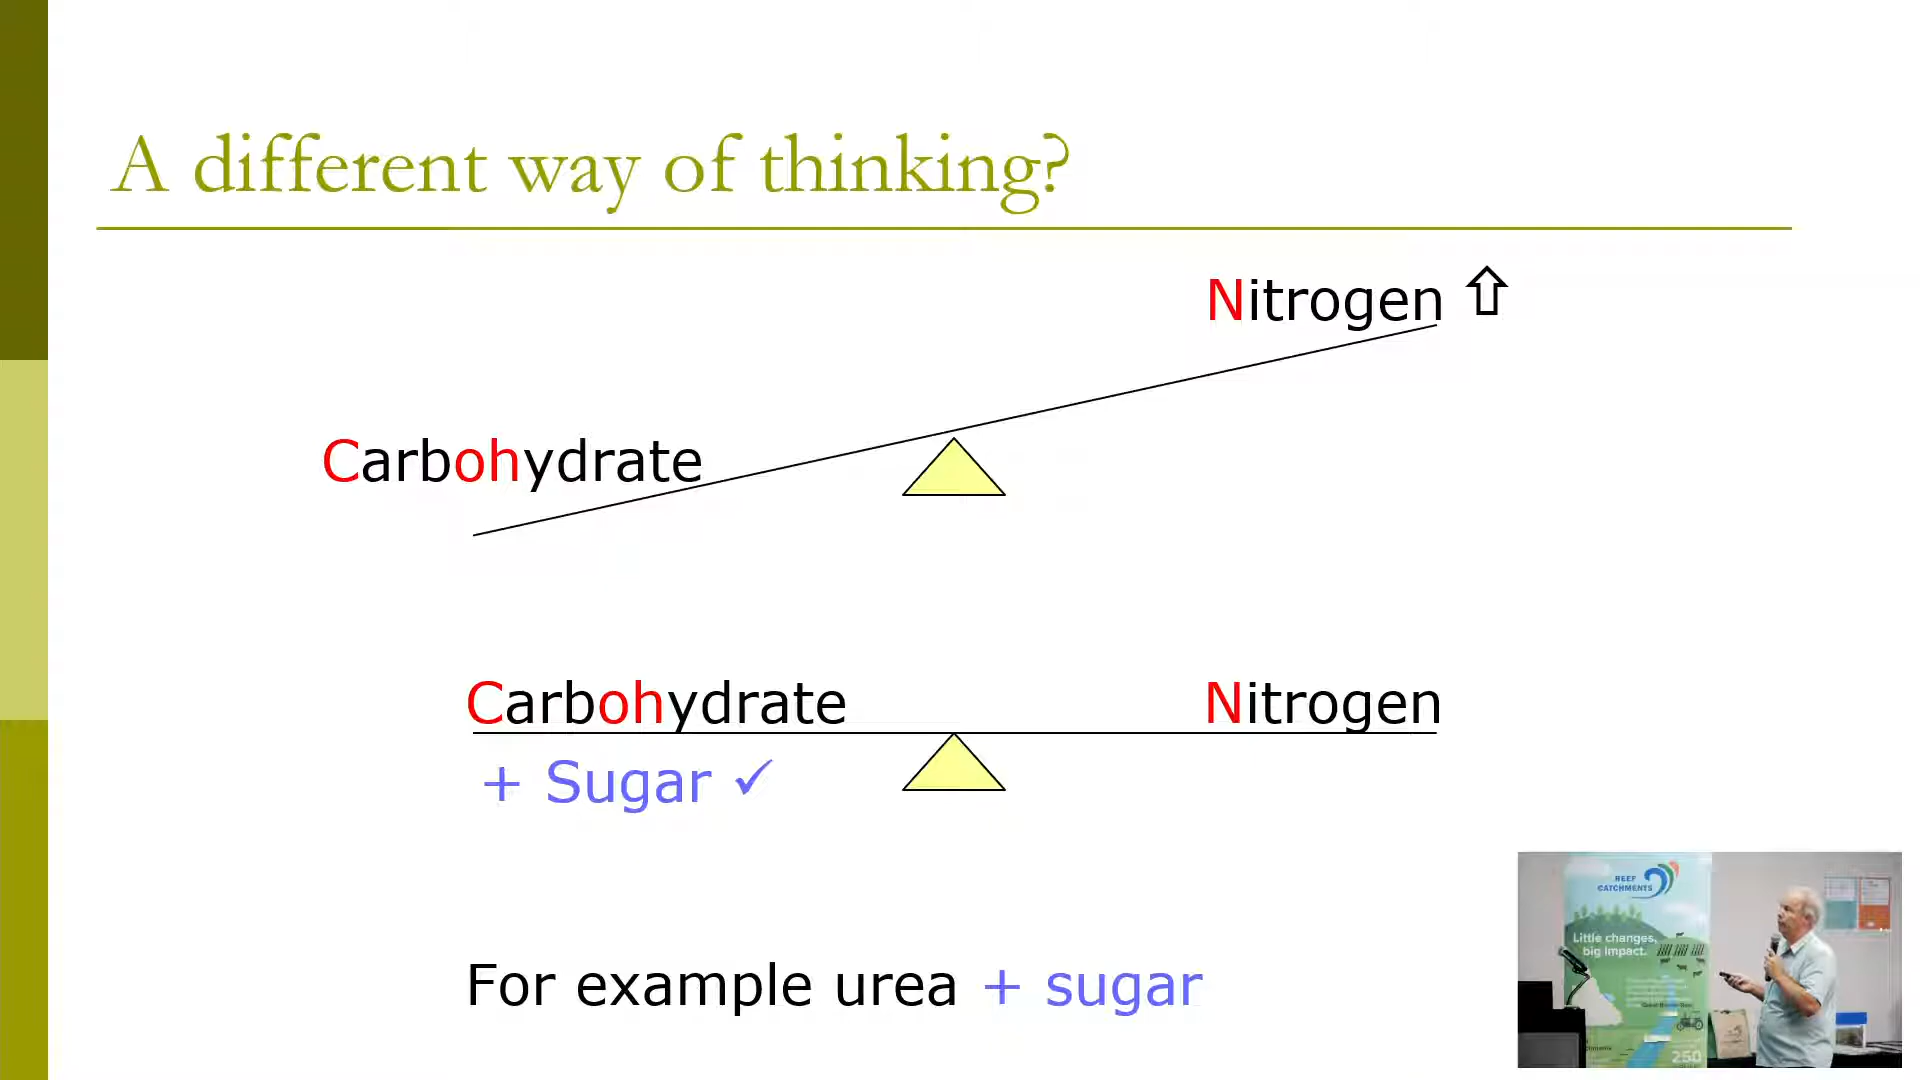 A different way of thinking?
Nitrogen ⇧
Carbohydrate
Carbohydrate
Nitrogen
+ Sugar ✓
For example urea + sugar
REEF
CATCHMENTS
Little changes,
big impact.
250